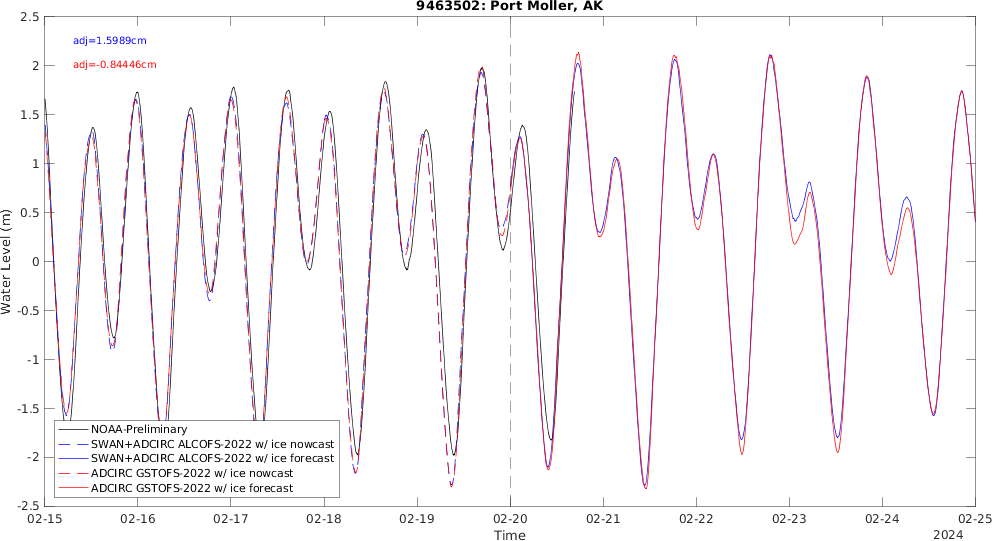 9463502: Port Moller, AK
adj=1.5989cm
adj=-0.84446cm
Water Level (m)
2.5
2
1.5
1
0.5
0
-0.5
-1
-1.5
-2
-2.5
NOAA-Preliminary
SWAN+ADCIRC ALCOFS-2022 w/ ice nowcast
SWAN+ADCIRC ALCOFS-2022 w/ ice forecast
ADCIRC GSTOFS-2022 w/ ice nowcast
ADCIRC GSTOFS-2022 w/ ice forecast
02-15 02-16 02-17 02-18 02-19 02-20 02-21 02-22 02-23 02-24 02-25
Time 2024